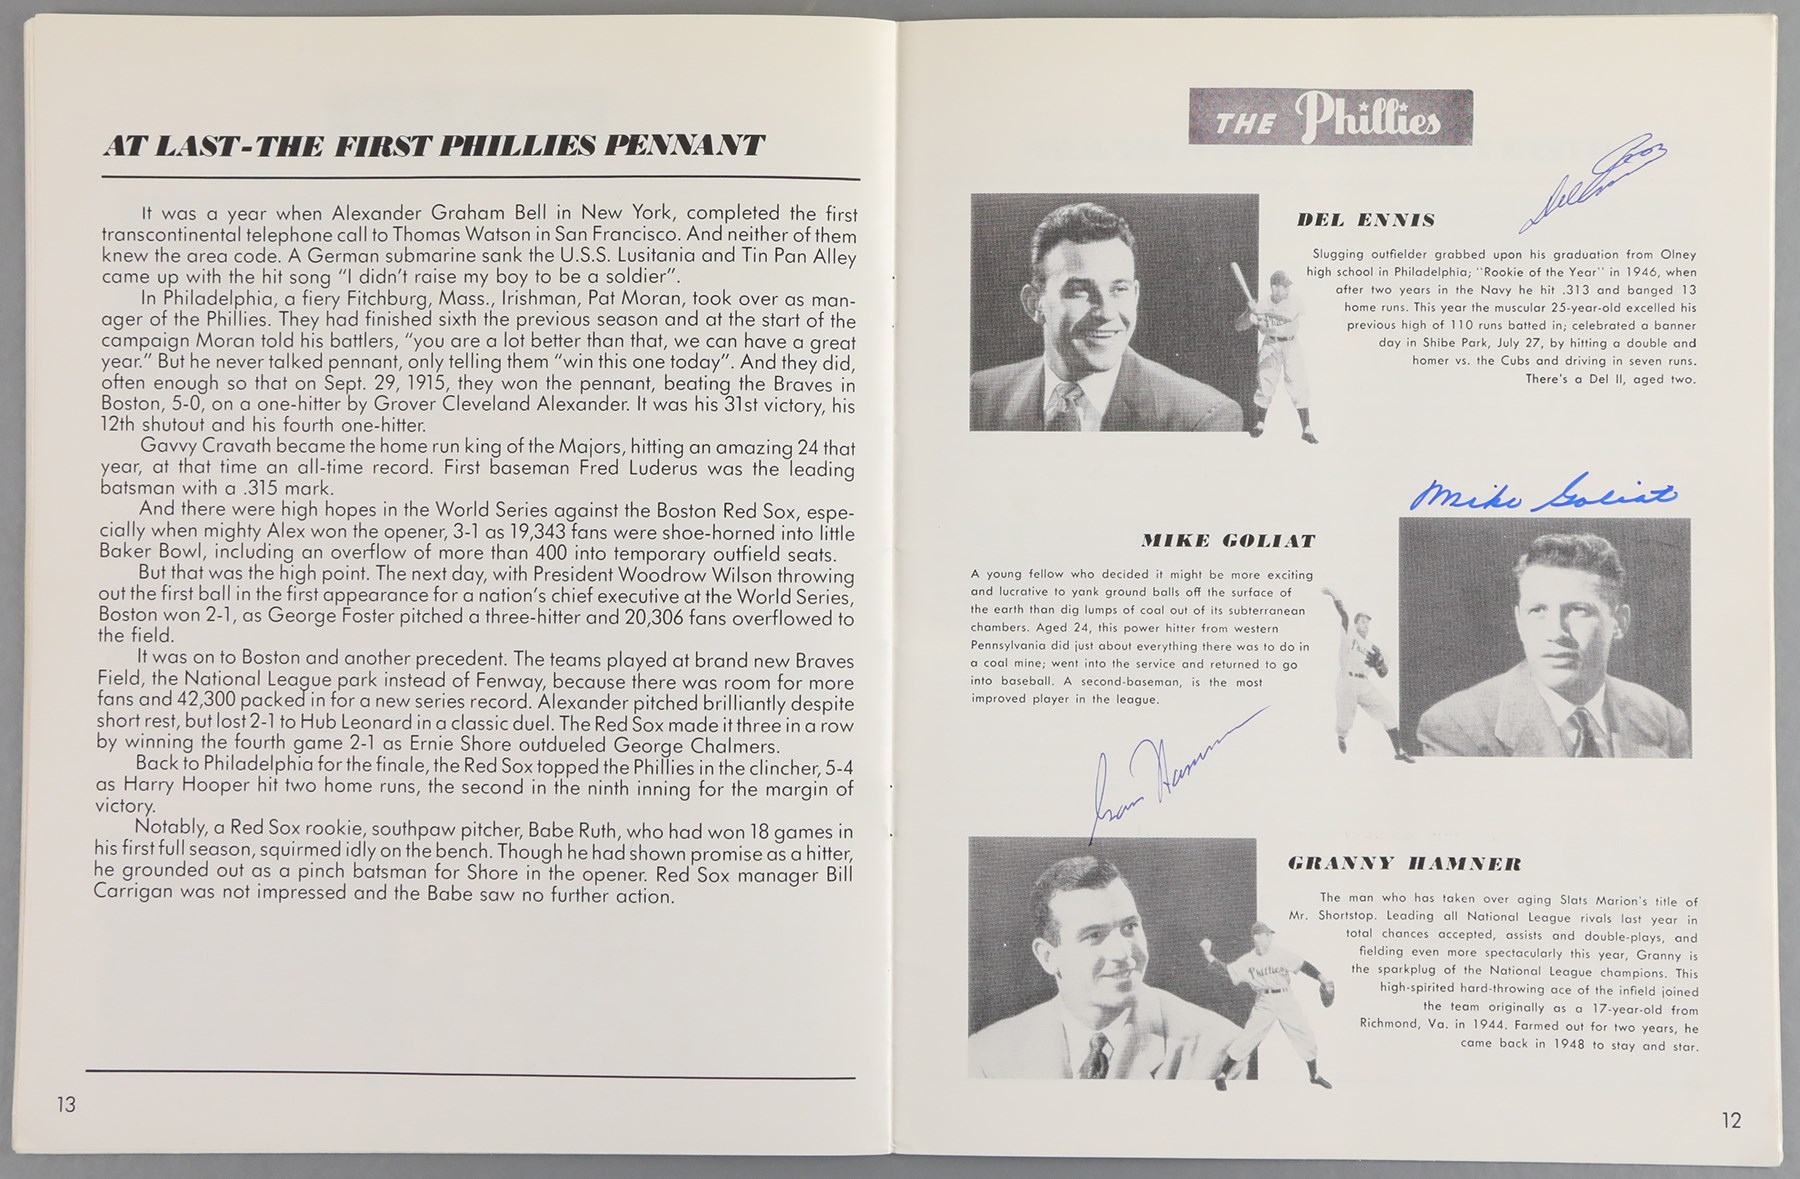 AT LAST-THE FIRST PHILLIES PENNANT
It was a year when Alexander Graham Bell in New York, completed the first
transcontinental telephone call to Thomas Watson in San Francisco. And neither of them
knew the area code. A German submarine sank the U.S.S. Lusitania and Tin Pan Alley
came up with the hit song "I didn't raise my boy to be a soldier".
In Philadelphia, a fiery Fitchburg, Mass., Irishman, Pat Moran, took over as man-
ager of the Phillies. They had finished sixth the previous season and at the start of the
campaign Moran told his battlers, "you are a lot better than that, we can have a great
year." But he never talked pennant, only telling them "win this one today". And they did,
often enough so that on Sept. 29, 1915, they won the pennant, beating the Braves in
Boston, 5-0, on a one-hitter by Grover Cleveland Alexander. It was his 31st victory, his
12th shutout and his fourth one-hitter.
Gavvy Cravath became the home run king of the Majors, hitting an amazing 24 that
year, at that time an all-time record. First baseman Fred Luderus was the leading
batsman with a .315 mark.
And there were high hopes in the World Series against the Boston Red Sox, espe-
cially when mighty Alex won the opener, 3-1 as 19,343 fans were shoe-horned into little
Baker Bowl, including an overflow of more than 400 into temporary outfield seats.
But that was the high point. The next day, with President Woodrow Wilson throwing
out the first ball in the first appearance for a nation's chief executive at the World Series,
Boston won 2-1, as George Foster pitched a three-hitter and 20,306 fans overflowed to
the field.
It was on to Boston and another precedent. The teams played at brand new Braves
Field, the National League park instead of Fenway, because there was room for more
fans and 42,300 packed in for a new series record. Alexander pitched brilliantly despite
short rest, but lost 2-1 to Hub Leonard in a classic duel. The Red Sox made it three in a row
by winning the fourth game 2-1 as Ernie Shore outdueled George Chalmers.
Back to Philadelphia for the finale, the Red Sox topped the Phillies in the clincher, 5-4
as Harry Hooper hit two home runs, the second in the ninth inning for the margin of
victory.
Notably, a Red Sox rookie, southpaw pitcher, Babe Ruth, who had won 18 games in
his first full season, squirmed idly on the bench. Though he had shown promise as a hitter,
he grounded out as a pinch batsman for Shore in the opener. Red Sox manager Bill
Carrigan was not impressed and the Babe saw no further action.
13
THE Phillies
DEL ENNIS
Slugging outfielder grabbed upon his graduation from Olney
high school in Philadelphia; "Rookie of the Year" in 1946, when
after two years in the Navy he hit .313 and banged 13
home runs. This year the muscular 25-year-old excelled his
previous high of 110 runs batted in; celebrated a banner
day in Shibe Park, July 27, by hitting a double and
homer vs. the Cubs and driving in seven runs.
There's a Del II, aged two.
Mike Goliat
MIKE GOLIAT
A young fellow who decided it might be more exciting
and lucrative to yank ground balls off the surface of
the earth than dig lumps of coal out of its subterranean
chambers. Aged 24, this power hitter from western
Pennsylvania did just about everything there was to do in
a coal mine; went into the service and returned to go
into baseball. A second-baseman, is the most
improved player in the league.
GRANNY HAMNER
The man who has taken over aging Slats Marion's title of
Mr. Shortstop. Leading all National League rivals last year in
total chances accepted, assists and double-plays, and
fielding even more spectacularly this year, Granny is
the sparkplug of the National League champions. This
high-spirited hard-throwing ace of the infield joined
the team originally as a 17-year-old from
Richmond, Va. in 1944. Farmed out for two years, he
came back in 1948 to stay and star.
Phillies
12